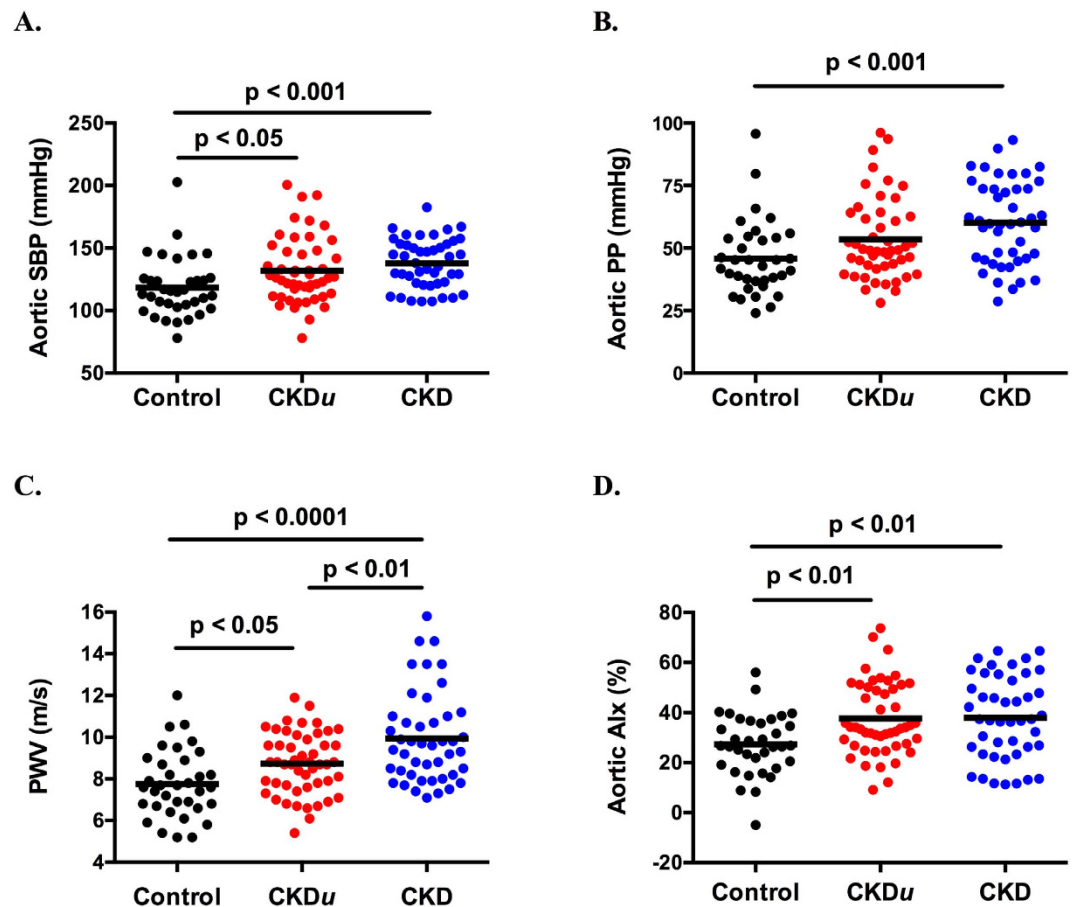 A.
p < 0.001
p < 0.05
Aortic SBP (mmHg)
250
200
150
100
50
Control CKDu CKD
B.
p < 0.001
Aortic PP (mmHg)
100
75
50
25
0
Control CKDu CKD
C.
p < 0.0001
p < 0.01
p < 0.05
PWV (m/s)
16
14
12
10
8
6
4
Control CKDu CKD
D.
p < 0.01
p < 0.01
Aortic AIx (%)
80
60
40
20
0
-20
Control CKDu CKD